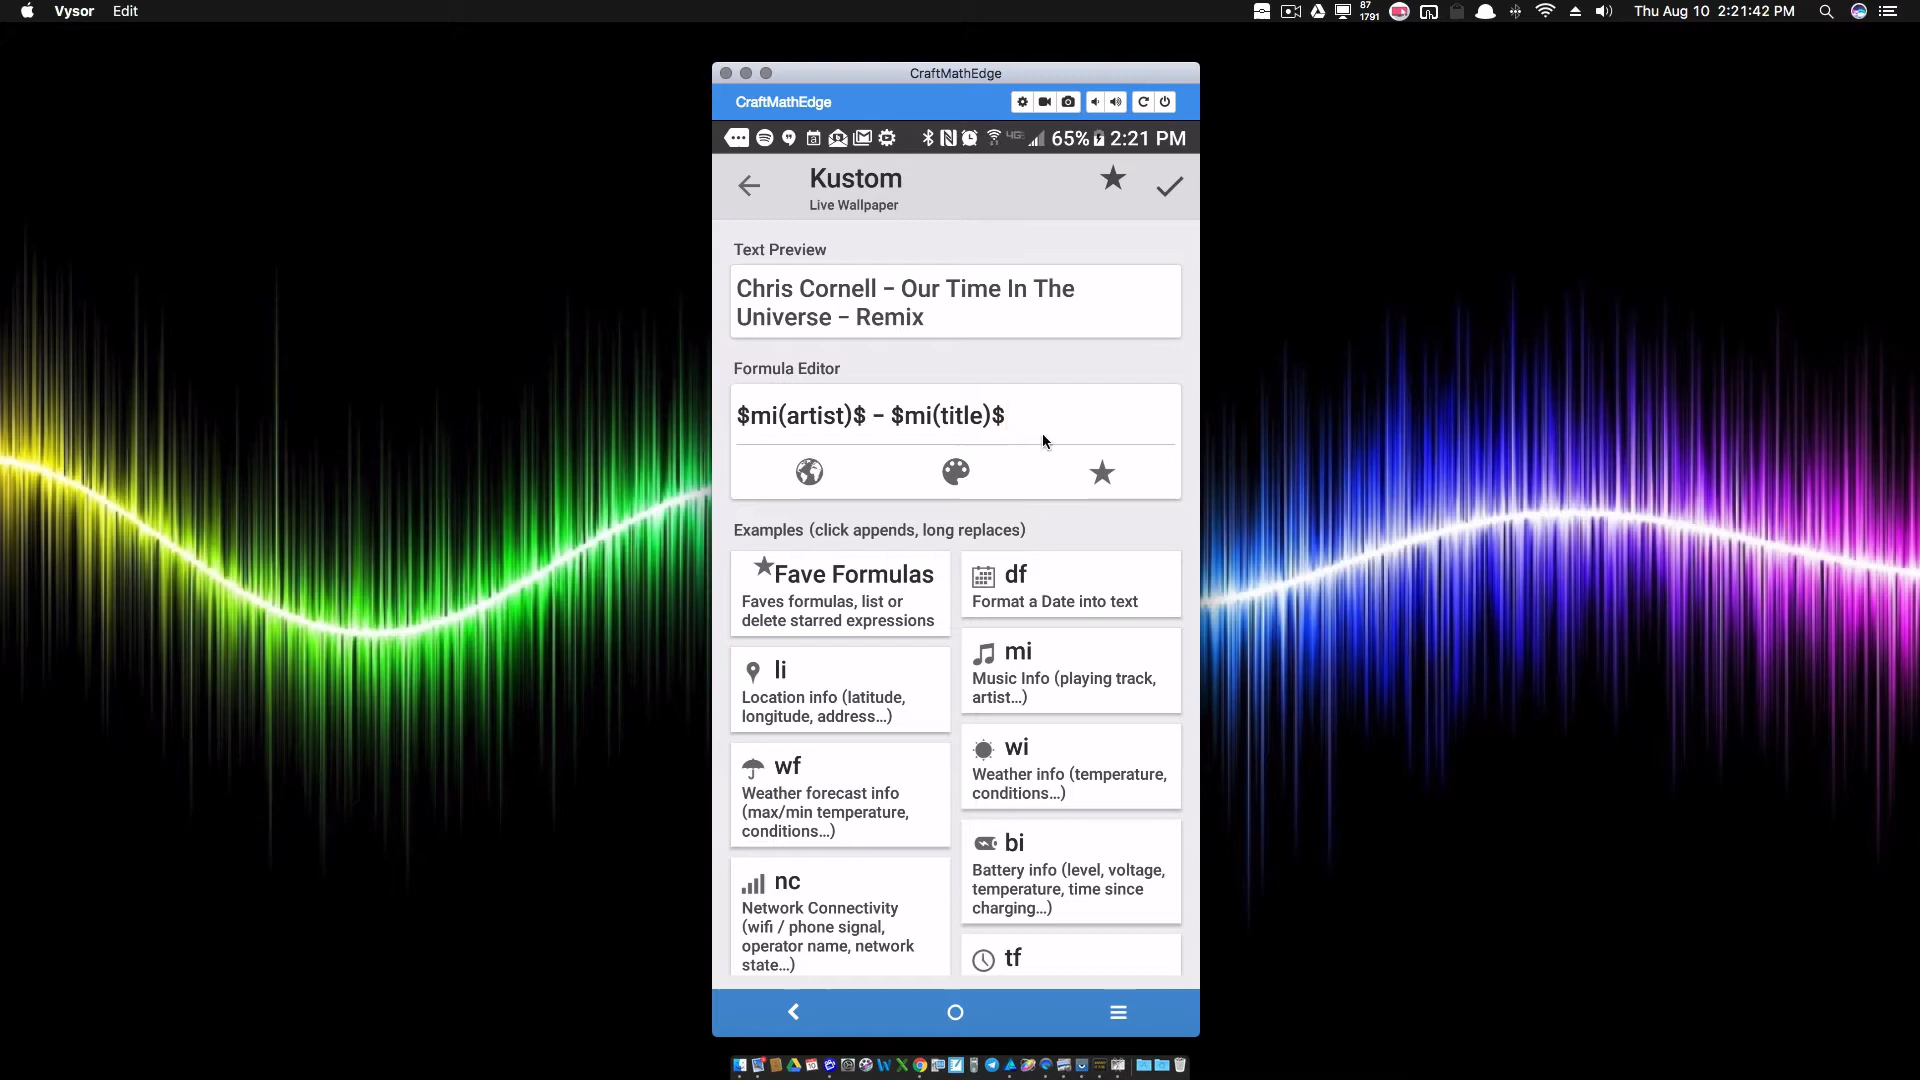 Vysor Edit
87
1791
Thu Aug 10 2:21:42 PM
CraftMathEdge
CraftMathEdge
65% 2:21 PM
Kustom
Live Wallpaper
Text Preview
Chris Cornell – Our Time In The
Universe – Remix
Formula Editor
$mi(artist)$ – $mi(title)$
Examples (click appends, long replaces)
Fave Formulas
Faves formulas, list or
delete starred expressions
df
Format a Date into text
li
Location info (latitude,
longitude, address...)
mi
Music Info (playing track,
artist...)
wf
Weather forecast info
(max/min temperature,
conditions...)
wi
Weather info (temperature,
conditions...)
nc
Network Connectivity
(wifi / phone signal,
operator name, network
state...)
bi
Battery info (level, voltage,
temperature, time since
charging...)
tf